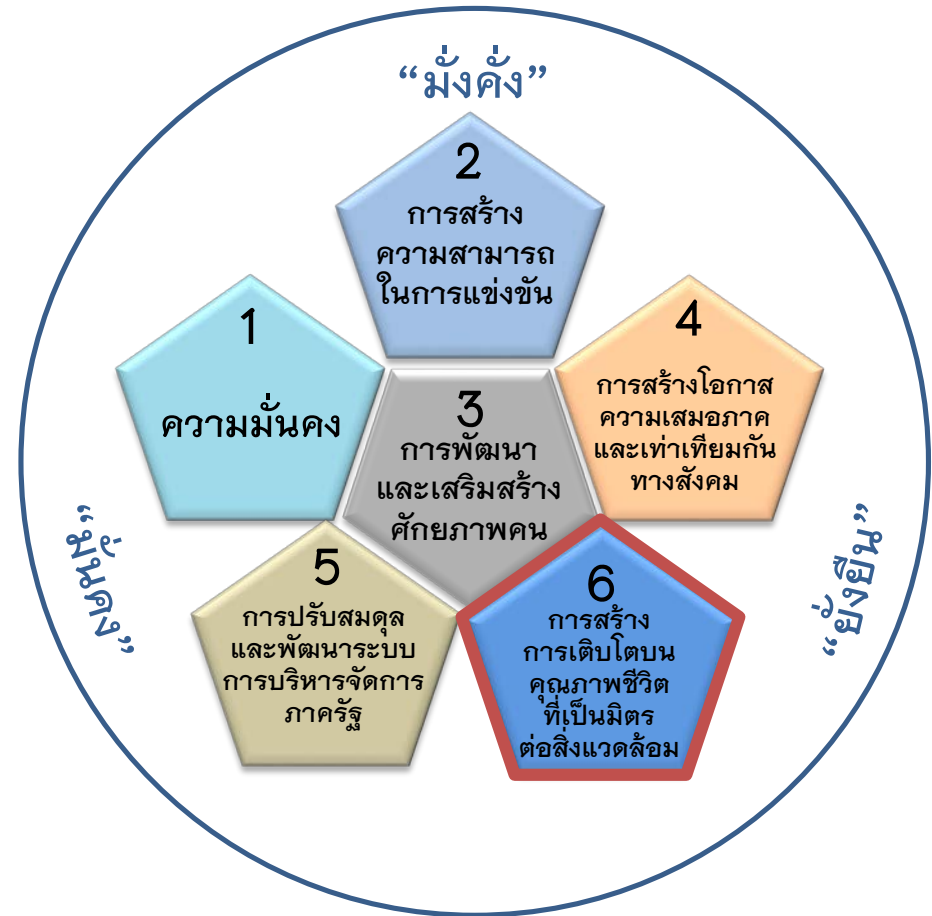 “มั่งคั่ง”
2
การสร้าง
ความสามารถ
ในการแข่งขัน
1
ความมั่นคง
4
การสร้างโอกาส
ความเสมอภาค
และเท่าเทียมกัน
ทางสังคม
3
การพัฒนา
และเสริมสร้าง
ศักยภาพคน
“มั่นคง”
“ยั่งยืน”
5
การปรับสมดุล
และพัฒนาระบบ
การบริหารจัดการ
ภาครัฐ
6
การสร้าง
การเติบโตบน
คุณภาพชีวิต
ที่เป็นมิตร
ต่อสิ่งแวดล้อม